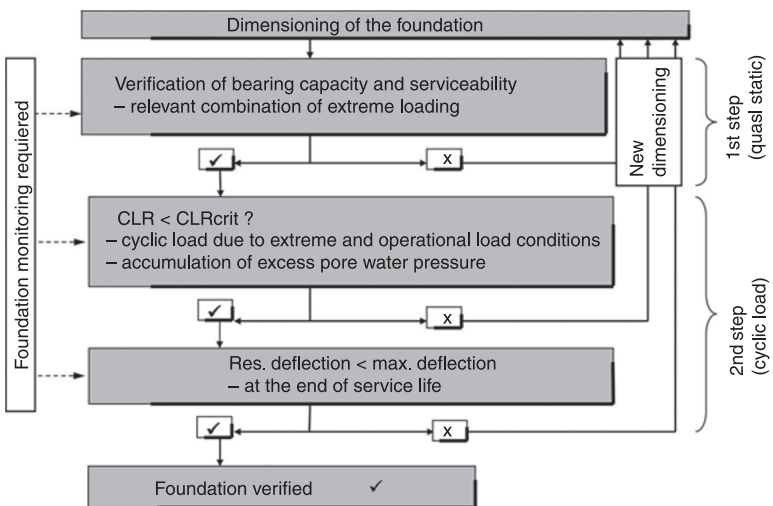 Dimensioning of the foundation
Foundation monitoring requiered
Verification of bearing capacity and serviceability
– relevant combination of extreme loading
New
dimensioning
1st step
(quasl static)
✓
x
CLR < CLRcrit ?
– cyclic load due to extreme and operational load conditions
– accumulation of excess pore water pressure
2nd step
(cyclic load)
✓
x
Res. deflection < max. deflection
– at the end of service life
✓
x
Foundation verified ✓